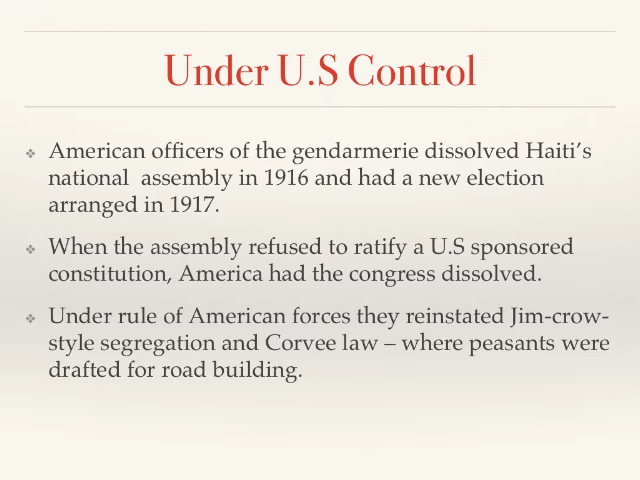 Under U.S Control
American officers of the gendarmerie dissolved Haiti's
national  assembly in 1916 and had a new election
arranged in 1917.
When the assembly refused to ratify a U.S sponsored
constitution, America had the congress dissolved.
Under rule of American forces they reinstated Jim-crow-
style segregation and Corvee law – where peasants were
drafted for road building.